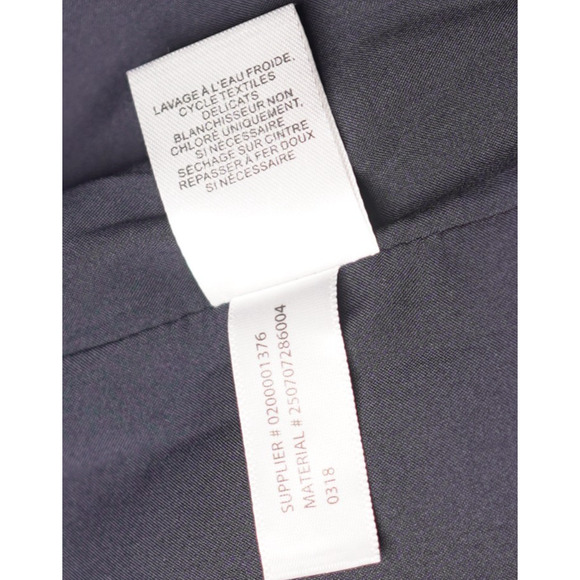 LAVAGE À L'EAU FROIDE.
CYCLE TEXTILES
DÉLICATS
BLANCHISSEUR NON
CHLORÉ UNIQUEMENT,
SI NÉCESSAIRE
SÉCHAGE SUR CINTRE
REPASSER À FER DOUX
SI NÉCESSAIRE
SUPPLIER # 0200001376
MATERIAL # 250707286004
0318